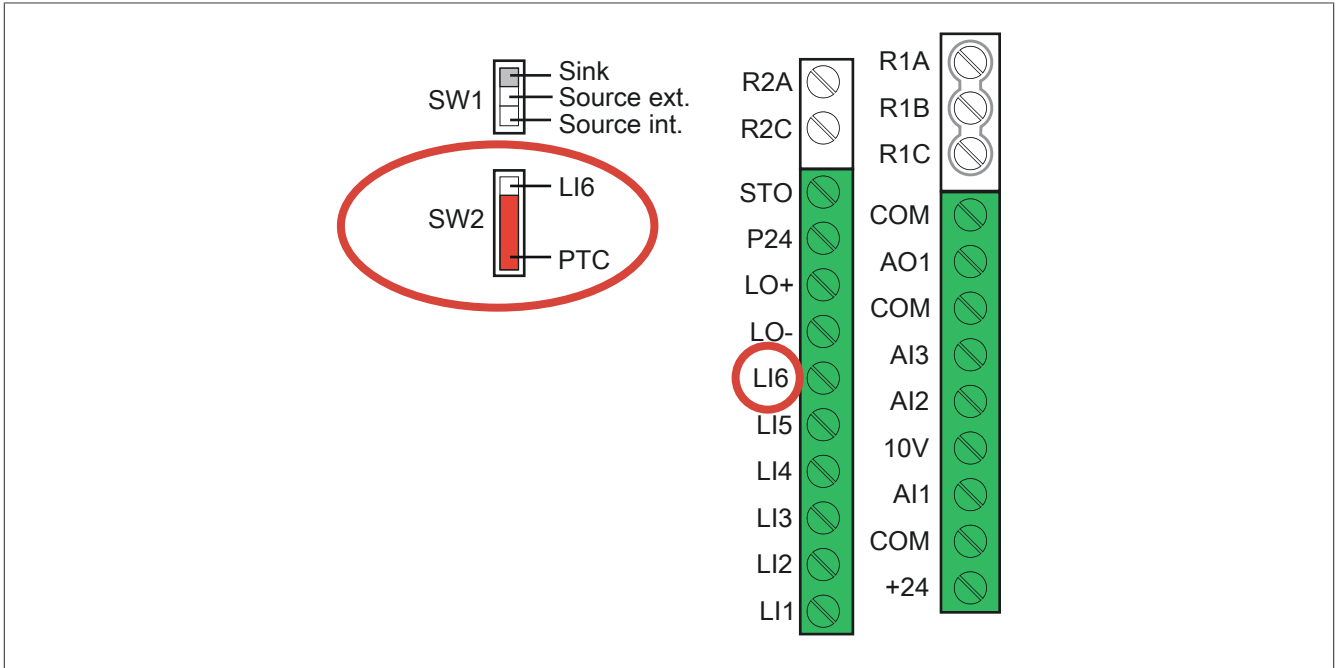 SW1
Sink
Source ext.
Source int.
SW2
LI6
PTC
R2A
R2C
STO
P24
LO+
LO-
LI6
LI5
LI4
LI3
LI2
LI1
R1A
R1B
R1C
COM
AO1
COM
AI3
AI2
10V
AI1
COM
+24